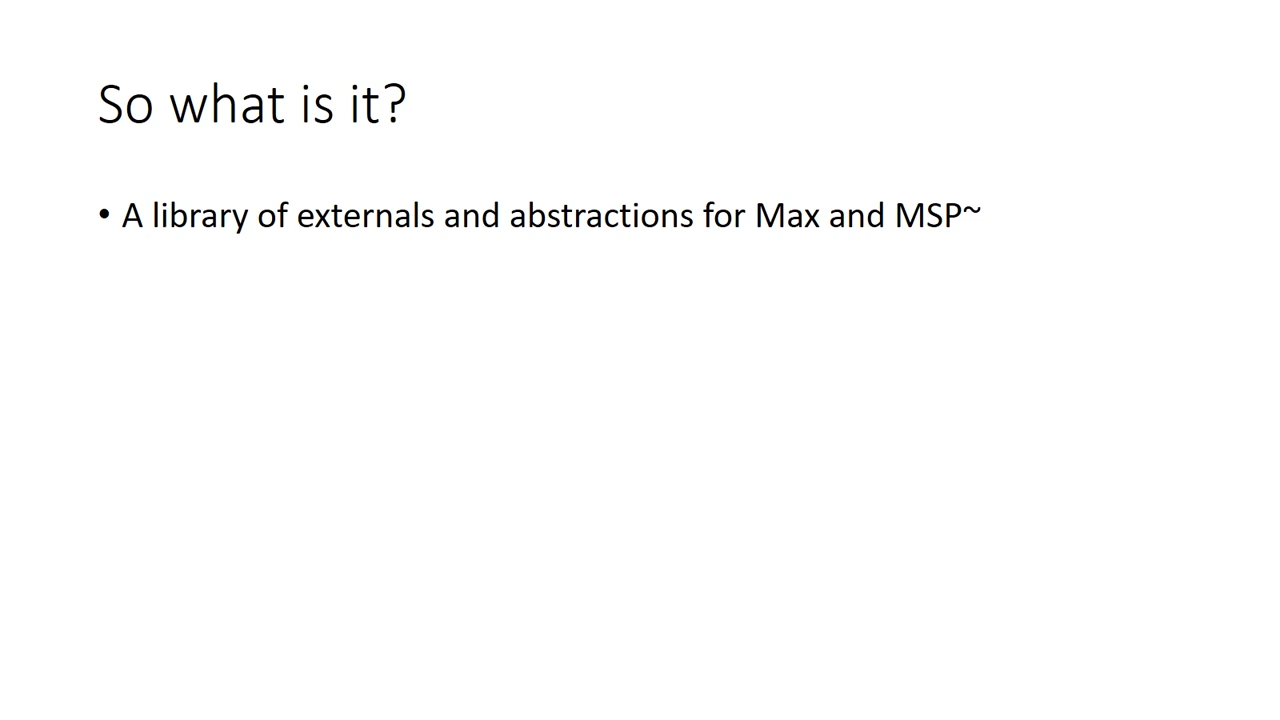 So what is it?
• A library of externals and abstractions for Max and MSP~